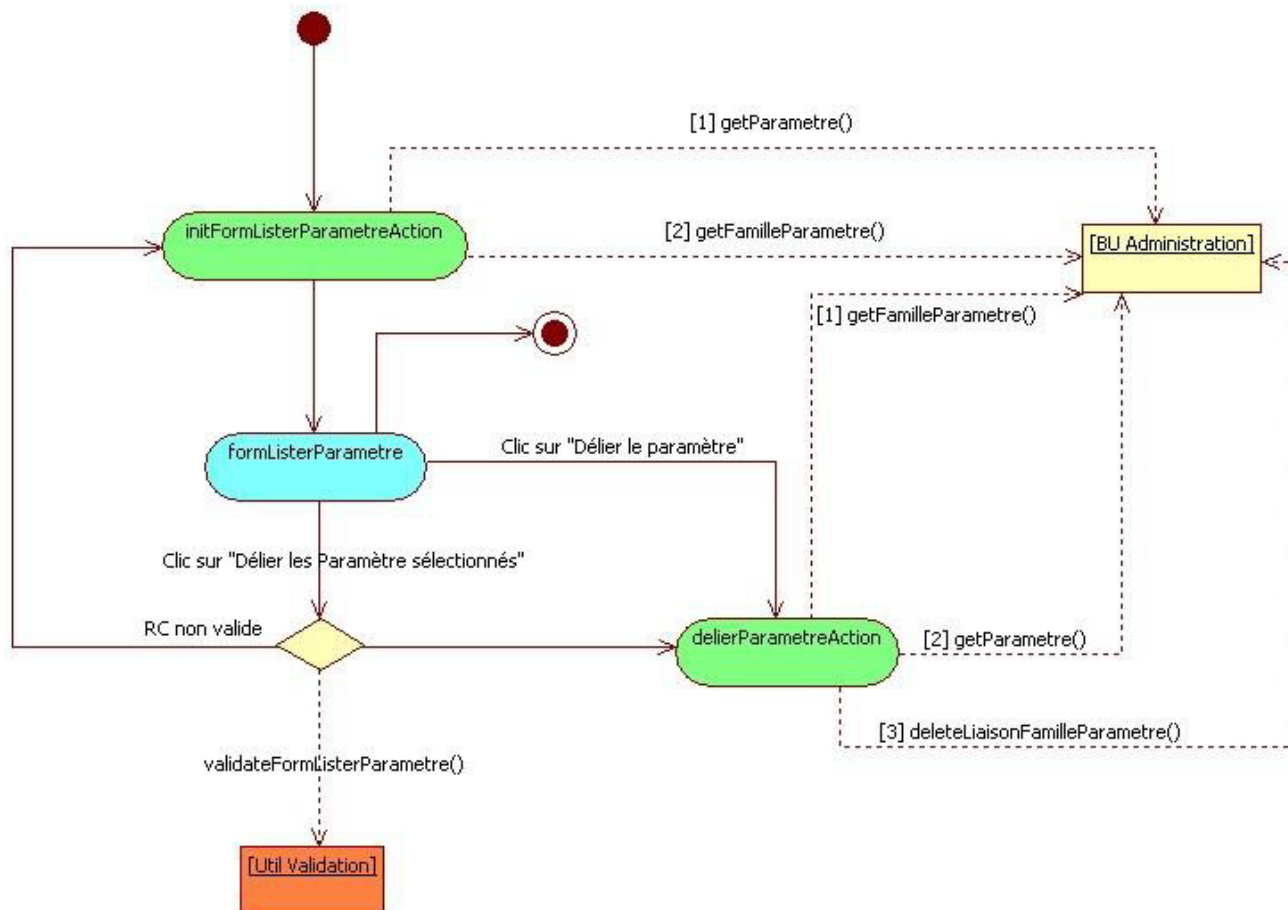 [1] getParametre()
initFormListerParametreAction
[2] getFamilleParametre()
[BU Administration]
[1] getFamilleParametre()
formListerParametre
Clic sur "Délier le paramètre"
Clic sur "Délier les Paramètre sélectionnés"
RC non valide
delierParametreAction
[2] getParametre()
[3] deleteLiaisonFamilleParametre()
validateFormListerParametre()
[Util Validation]